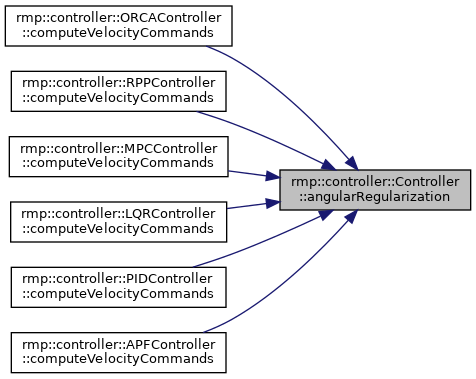 rmp::controller::ORCAController
::computeVelocityCommands
rmp::controller::RPPController
::computeVelocityCommands
rmp::controller::MPCController
::computeVelocityCommands
rmp::controller::LQRController
::computeVelocityCommands
rmp::controller::PIDController
::computeVelocityCommands
rmp::controller::APFController
::computeVelocityCommands
rmp::controller::Controller
::angularRegularization